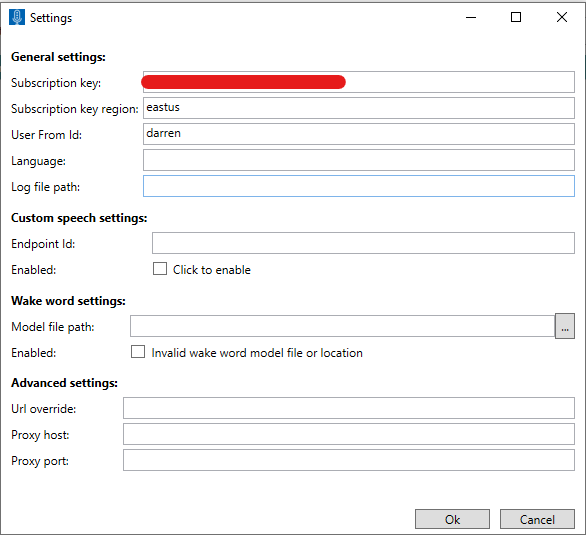 Settings
General settings:
Subscription key:
Subscription key region: eastus
User From Id: darren
Language:
Log file path:
Custom speech settings:
Endpoint Id:
Enabled: Click to enable
Wake word settings:
Model file path: ...
Enabled: Invalid wake word model file or location
Advanced settings:
Url override:
Proxy host:
Proxy port:
Ok Cancel